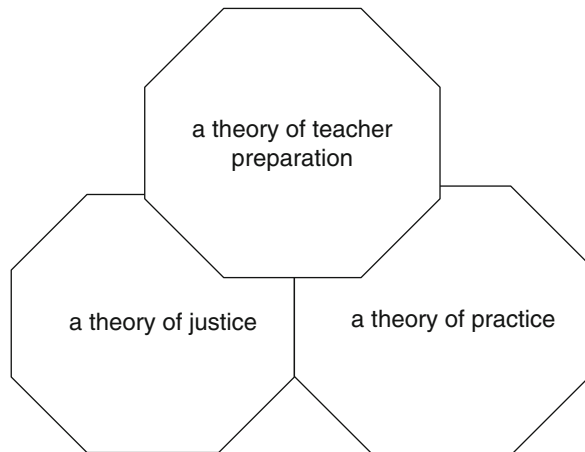 a theory of teacher
preparation
a theory of justice
a theory of practice